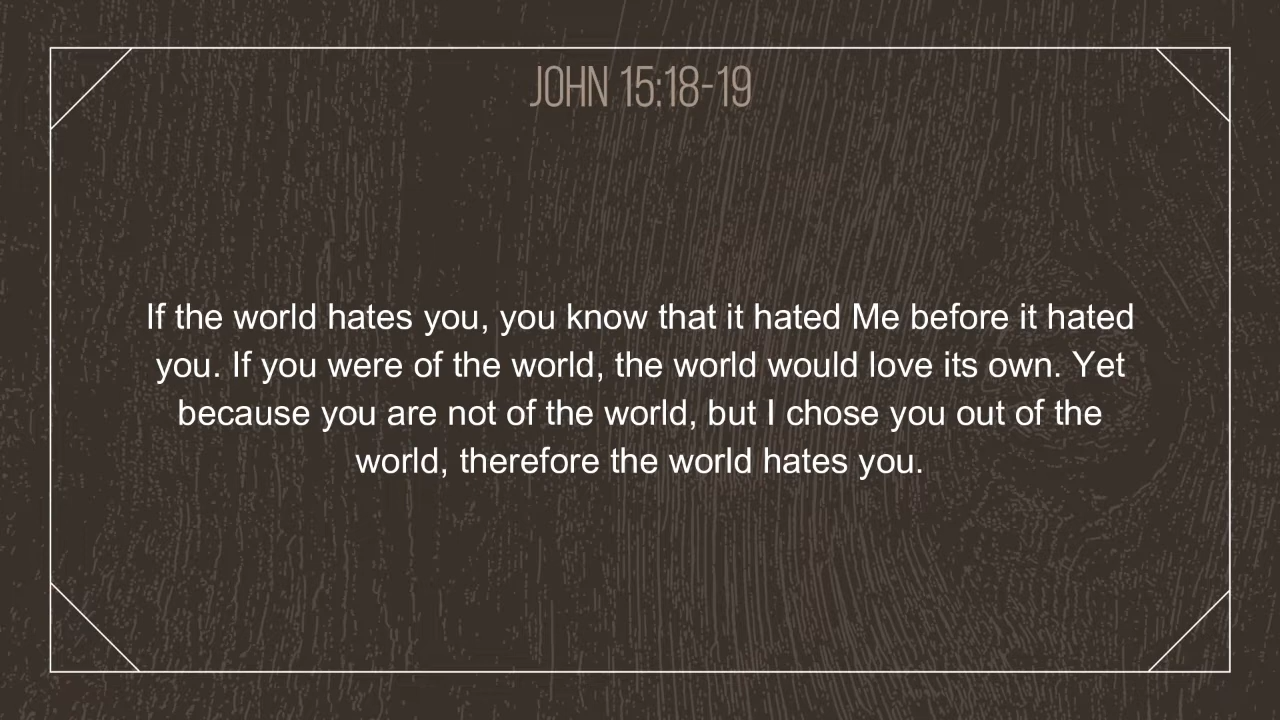 JOHN 15:18-19
If the world hates you, you know that it hated Me before it hated
you. If you were of the world, the world would love its own. Yet
because you are not of the world, but I chose you out of the
world, therefore the world hates you.